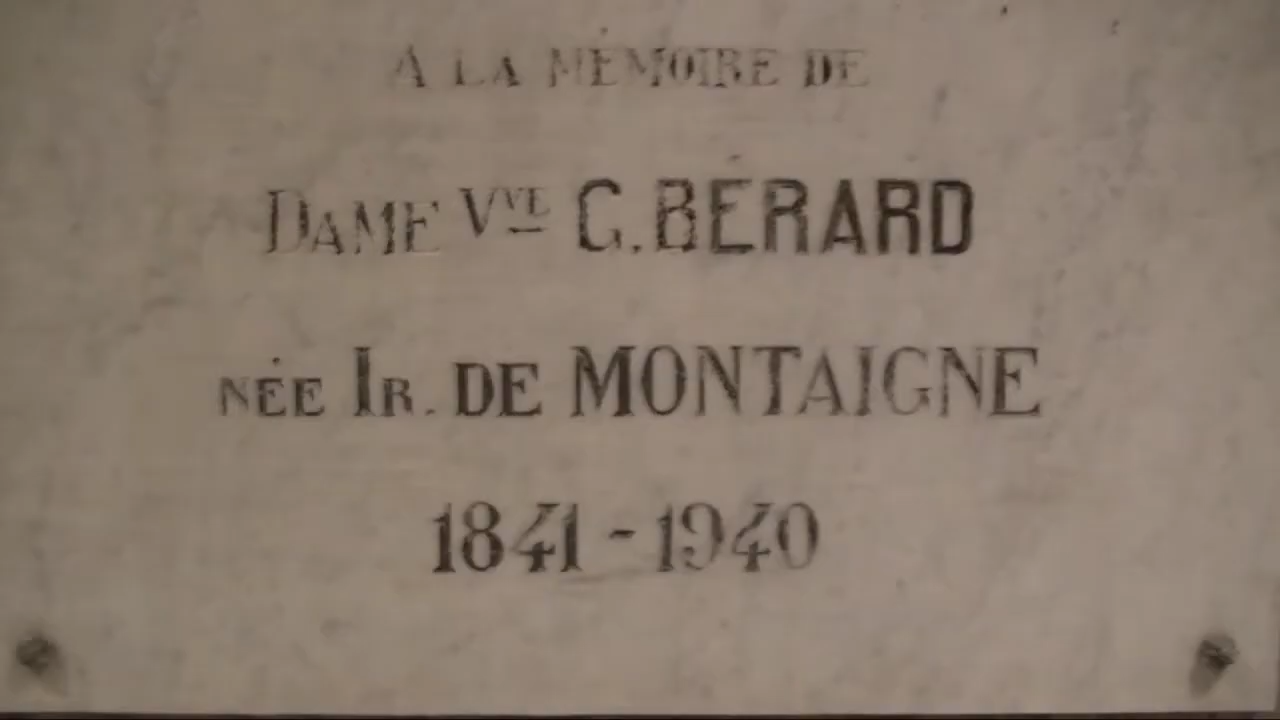 A LA MÉMOIRE DE
DAME Vve G. BÉRARD
NÉE IR. DE MONTAIGNE
1841 - 1940